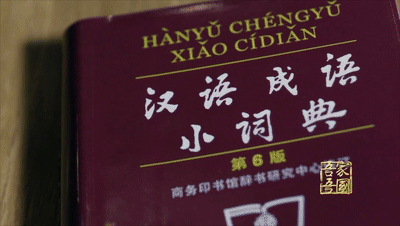 HÀNYǓ CHÉNGYǓ
XIǍO CÍDIǍN
汉语成语
小词典
第6版
商务印书馆辞书研究中心
吾家
吾国